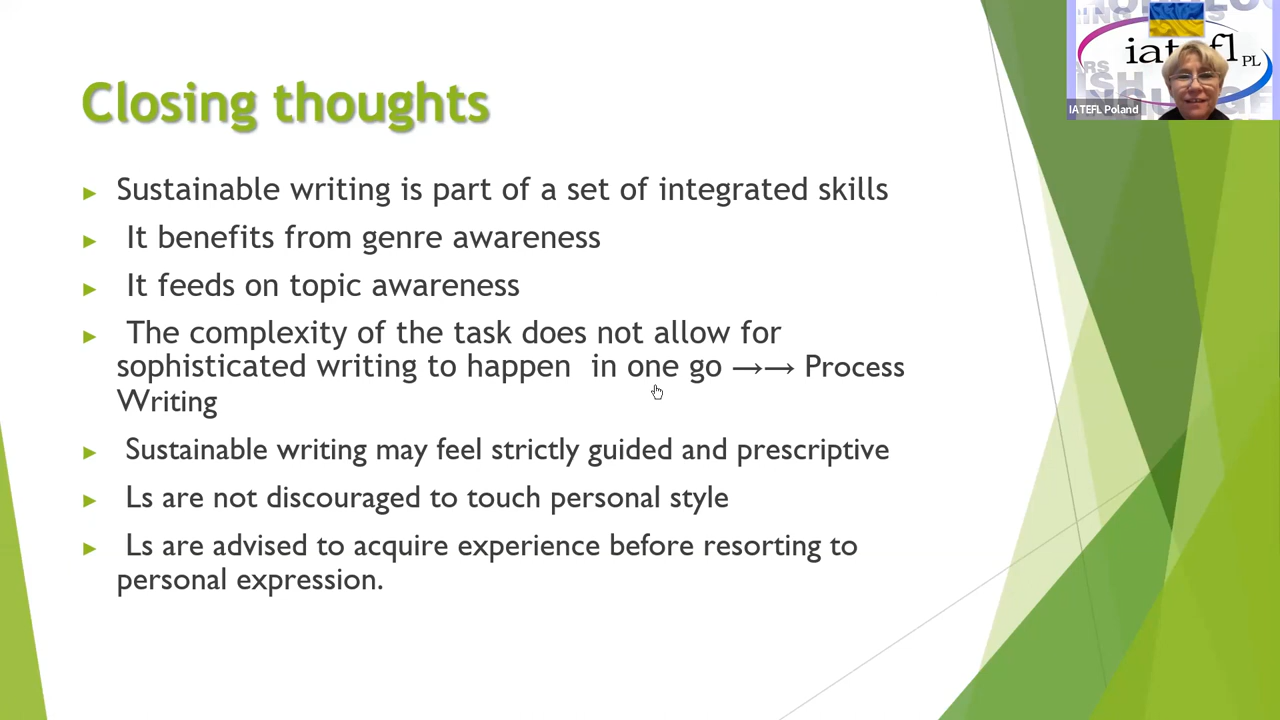 Closing thoughts
Sustainable writing is part of a set of integrated skills
It benefits from genre awareness
It feeds on topic awareness
The complexity of the task does not allow for
sophisticated writing to happen in one go →→ Process
Writing
Sustainable writing may feel strictly guided and prescriptive
Ls are not discouraged to touch personal style
Ls are advised to acquire experience before resorting to
personal expression.
iatefl PL
IATEFL Poland